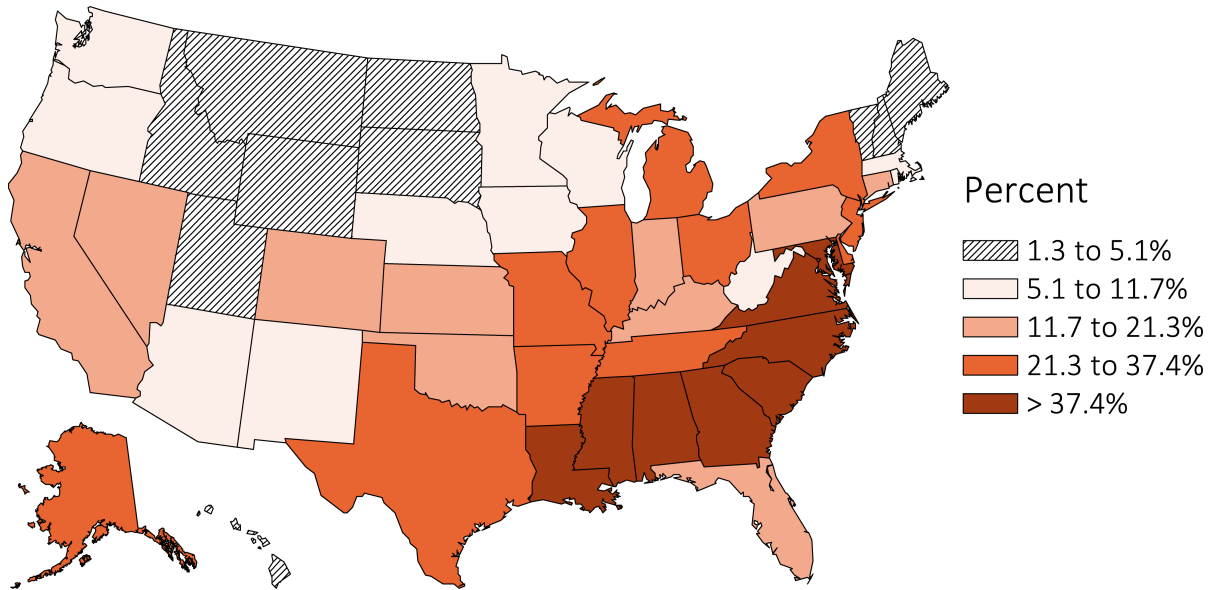 Percent
1.3 to 5.1%
5.1 to 11.7%
11.7 to 21.3%
21.3 to 37.4%
> 37.4%